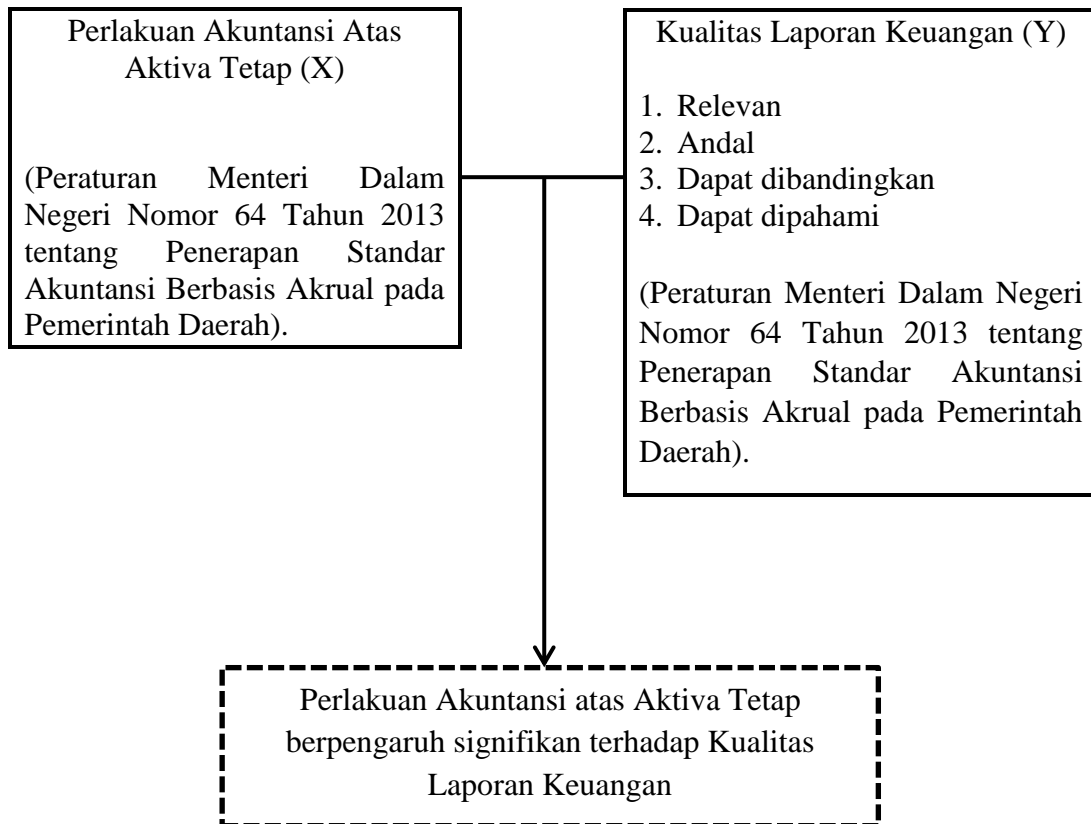 Perlakuan Akuntansi Atas
Aktiva Tetap (X)
(Peraturan Menteri Dalam
Negeri Nomor 64 Tahun 2013
tentang Penerapan Standar
Akuntansi Berbasis Akrual pada
Pemerintah Daerah).
Kualitas Laporan Keuangan (Y)
1. Relevan
2. Andal
3. Dapat dibandingkan
4. Dapat dipahami
(Peraturan Menteri Dalam Negeri
Nomor 64 Tahun 2013 tentang
Penerapan Standar Akuntansi
Berbasis Akrual pada Pemerintah
Daerah).
Perlakuan Akuntansi atas Aktiva Tetap
berpengaruh signifikan terhadap Kualitas
Laporan Keuangan